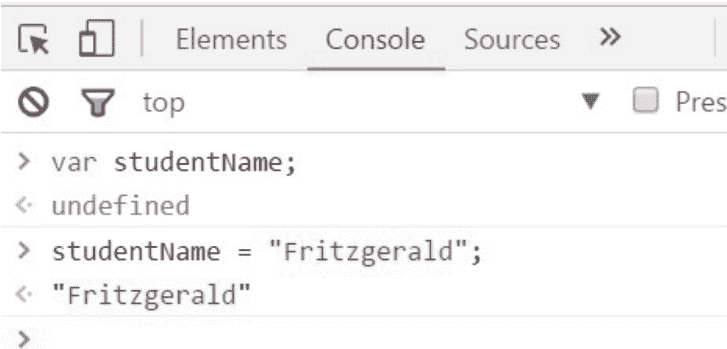 Elements Console Sources »
top ▼ Pres
> var studentName;
<· undefined
> studentName = "Fritzgerald";
<· "Fritzgerald"
>